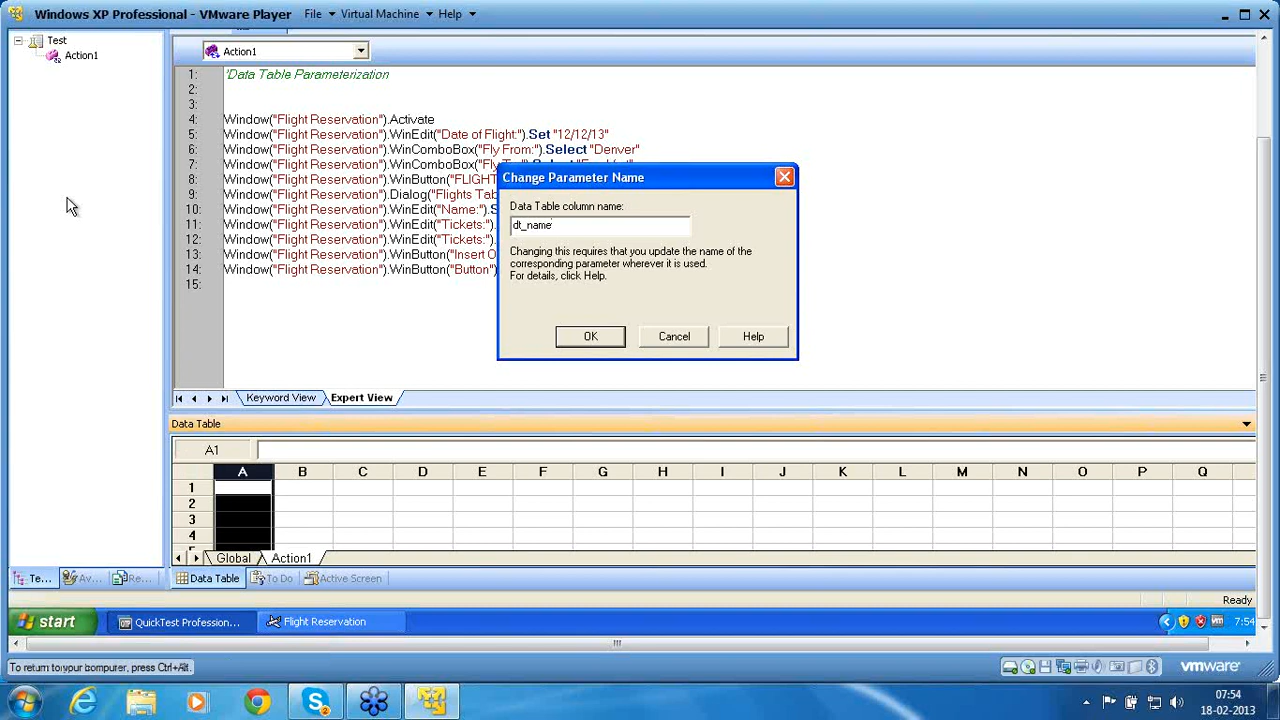 Windows XP Professional - VMware Player File Virtual Machine Help
Test
Action1
Action1
1: 'Data Table Parameterization
2:
3:
4: Window("Flight Reservation").Activate
5: Window("Flight Reservation").WinEdit("Date of Flight:").Set "12/12/13"
6: Window("Flight Reservation").WinComboBox("Fly From:").Select "Denver"
7: Window("Flight Reservation").WinComboBox("Fly
8: Window("Flight Reservation").WinButton("FLIGHT
9: Window("Flight Reservation").Dialog("Flights Tab
10: Window("Flight Reservation").WinEdit("Name:").S
11: Window("Flight Reservation").WinEdit("Tickets:").
12: Window("Flight Reservation").WinEdit("Tickets:").
13: Window("Flight Reservation").WinButton("Insert O
14: Window("Flight Reservation").WinButton("Button")
15:
Change Parameter Name
Data Table column name:
dt_name
Changing this requires that you update the name of the
corresponding parameter wherever it is used.
For details, click Help.
OK Cancel Help
Keyword View Expert View
Data Table
A1
A B C D E F G H I J K L M N O P Q
1
2
3
4
Global Action1
Te... Av... Re... Data Table To Do Active Screen
Ready
start QuickTest Profession... Flight Reservation 7:54
To return to your computer, press Ctrl+Alt. vmware
07:54
18-02-2013